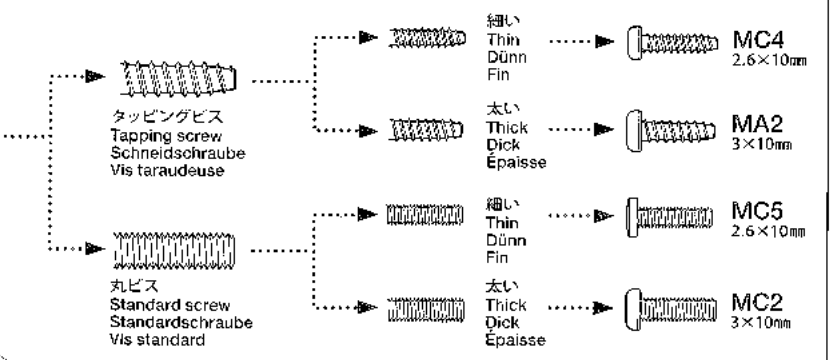 細い
Thin
Dünn
Fin
MC4
2.6×10mm
タッピングビス
Tapping screw
Schneidschraube
Vis taraudeuse
太い
Thick
Dick
Épaisse
MA2
3×10mm
細い
Thin
Dünn
Fin
MC5
2.6×10mm
丸ビス
Standard screw
Standardschraube
Vis standard
太い
Thick
Dick
Épaisse
MC2
3×10mm